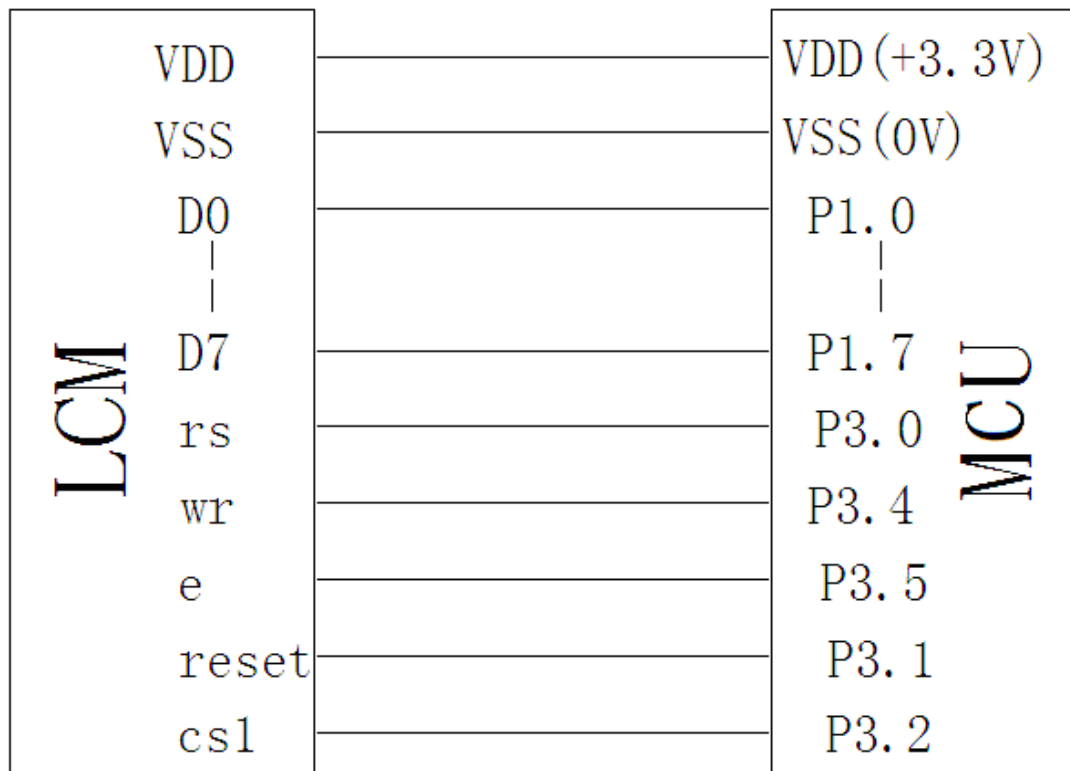 VDD VDD(+3.3V)
VSS VSS(0V)
D0 P1.0
D7 P1.7
rs P3.0
wr P3.4
e P3.5
reset P3.1
cs1 P3.2
LCM
MCU